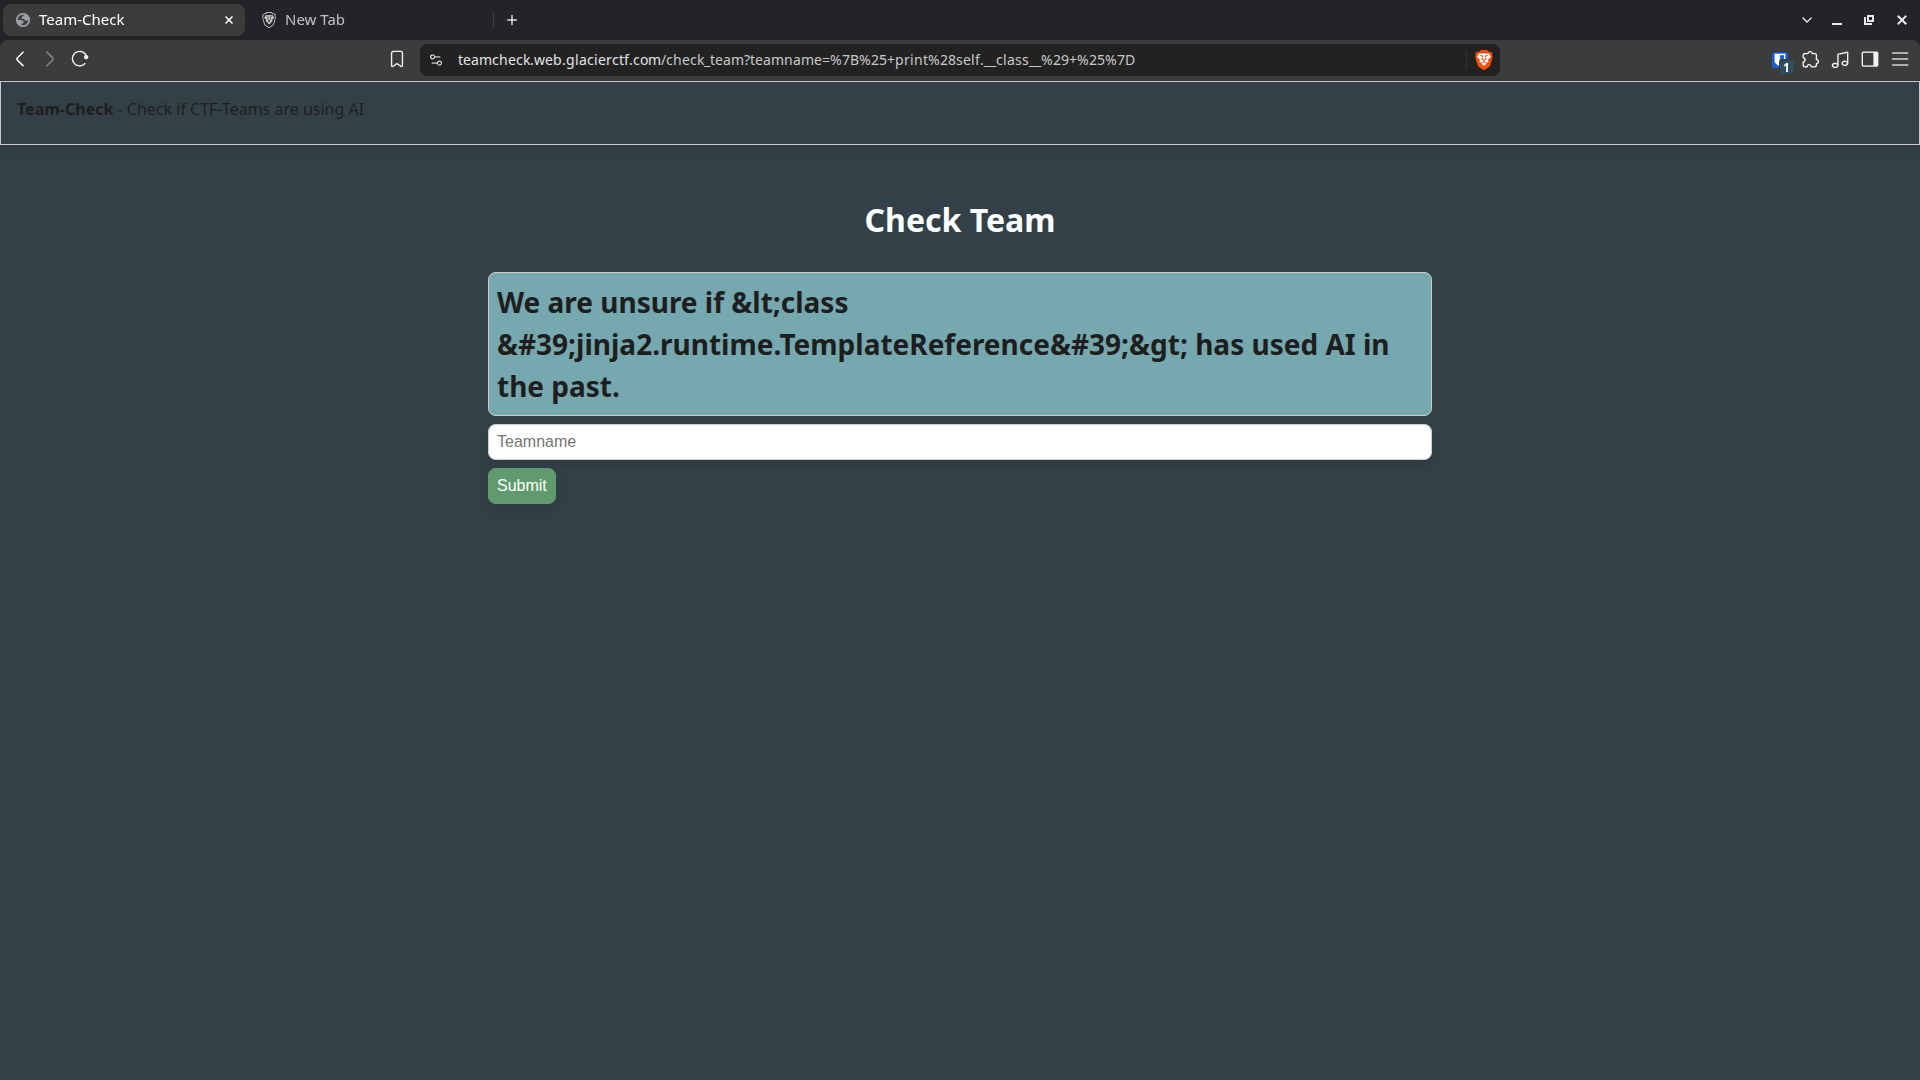 Team-Check
New Tab
teamcheck.web.glacierctf.com/check_team?teamname=%7B%25+print%28self.__class__%29+%25%7D
1
Team-Check - Check if CTF-Teams are using AI
Check Team
We are unsure if &lt;class
&#39;jinja2.runtime.TemplateReference&#39;&gt; has used AI in
the past.
Teamname
Submit